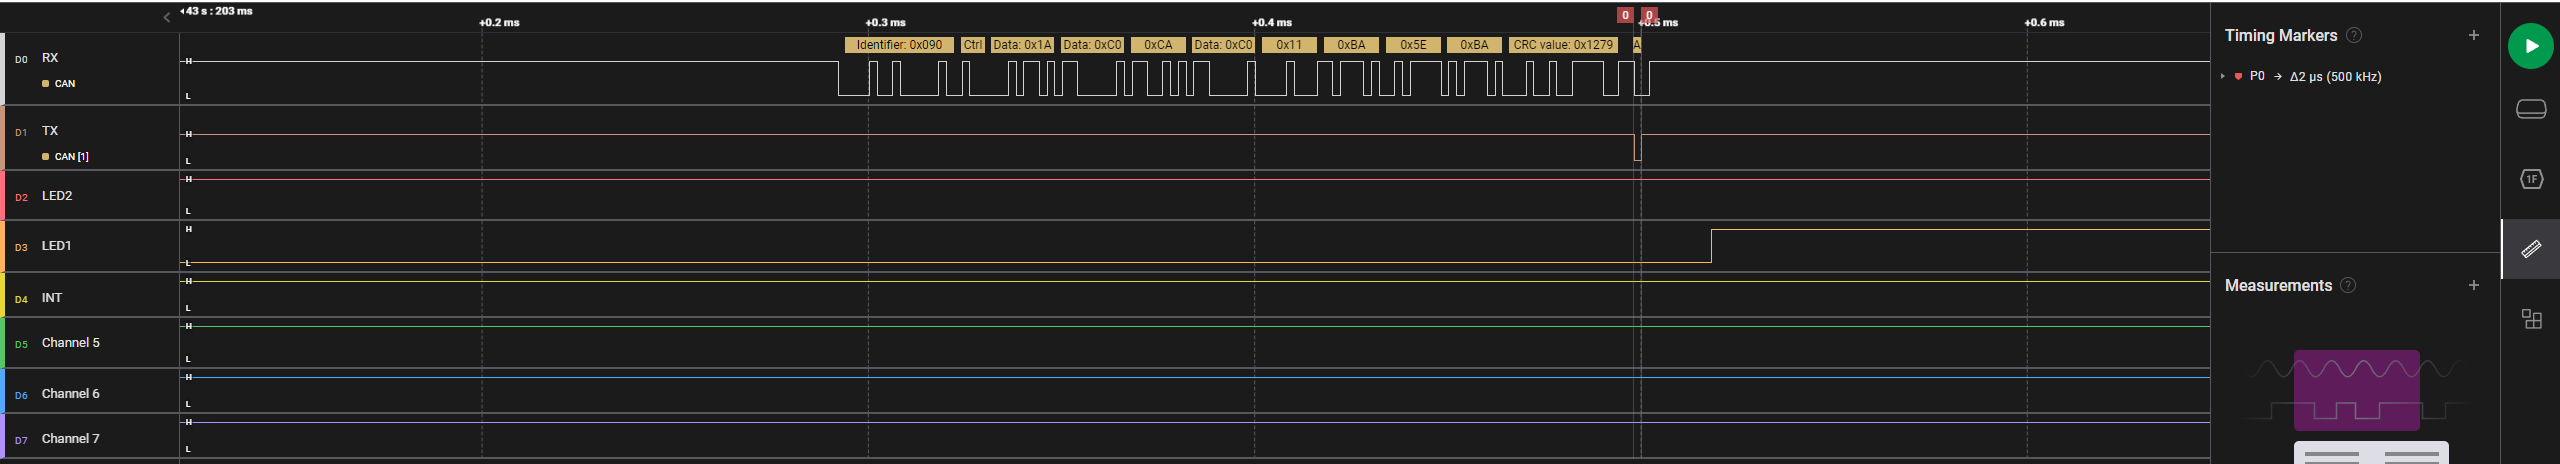 43 s : 203 ms
+0.2 ms
+0.3 ms
+0.4 ms
0
0
+0.5 ms
+0.6 ms
D0
RX
CAN
H
L
Identifier: 0x090
Ctrl
Data: 0x1A
Data: 0xC0
0xCA
Data: 0xC0
0x11
0xBA
0x5E
0xBA
CRC value: 0x1279
A
D1
TX
CAN [1]
H
L
D2
LED2
H
L
D3
LED1
H
L
D4
INT
H
L
D5
Channel 5
H
L
D6
Channel 6
H
L
D7
Channel 7
H
L
Timing Markers ?
P0 → Δ2 μs (500 kHz)
Measurements ?
1F